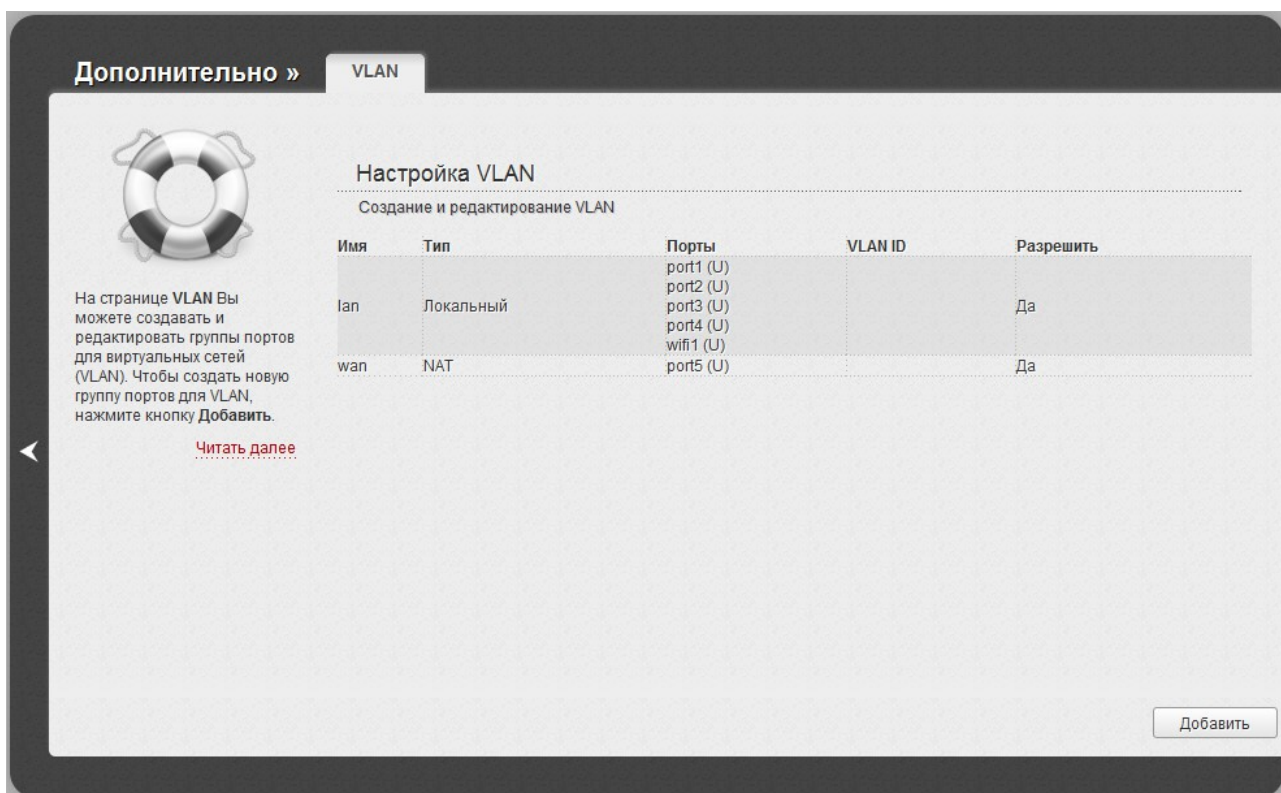 Дополнительно »
VLAN
На странице VLAN Вы
можете создавать и
редактировать группы портов
для виртуальных сетей
(VLAN). Чтобы создать новую
группу портов для VLAN,
нажмите кнопку Добавить.
Читать далее
Настройка VLAN
Создание и редактирование VLAN
Имя Тип Порты VLAN ID Разрешить
lan Локальный port1 (U) Да
port2 (U)
port3 (U)
port4 (U)
wifi1 (U)
wan NAT port5 (U) Да
Добавить